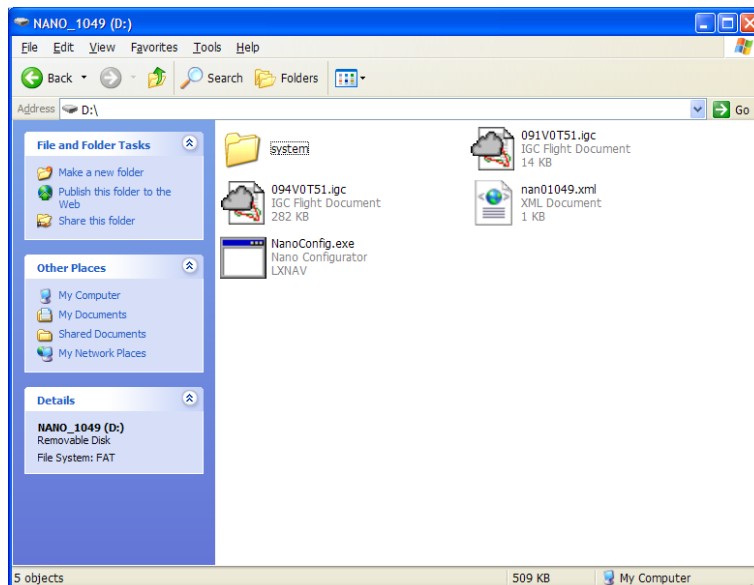 NANO_1049 (D:)
File Edit View Favorites Tools Help
Back Search Folders
Address D:\ Go
File and Folder Tasks
Make a new folder
Publish this folder to the
Web
Share this folder
Other Places
My Computer
My Documents
Shared Documents
My Network Places
Details
NANO_1049 (D:)
Removable Disk
File System: FAT
system
091V0T51.igc
IGC Flight Document
14 KB
094V0T51.igc
IGC Flight Document
282 KB
nan01049.xml
XML Document
1 KB
NanoConfig.exe
Nano Configurator
LXNAV
5 objects 509 KB My Computer